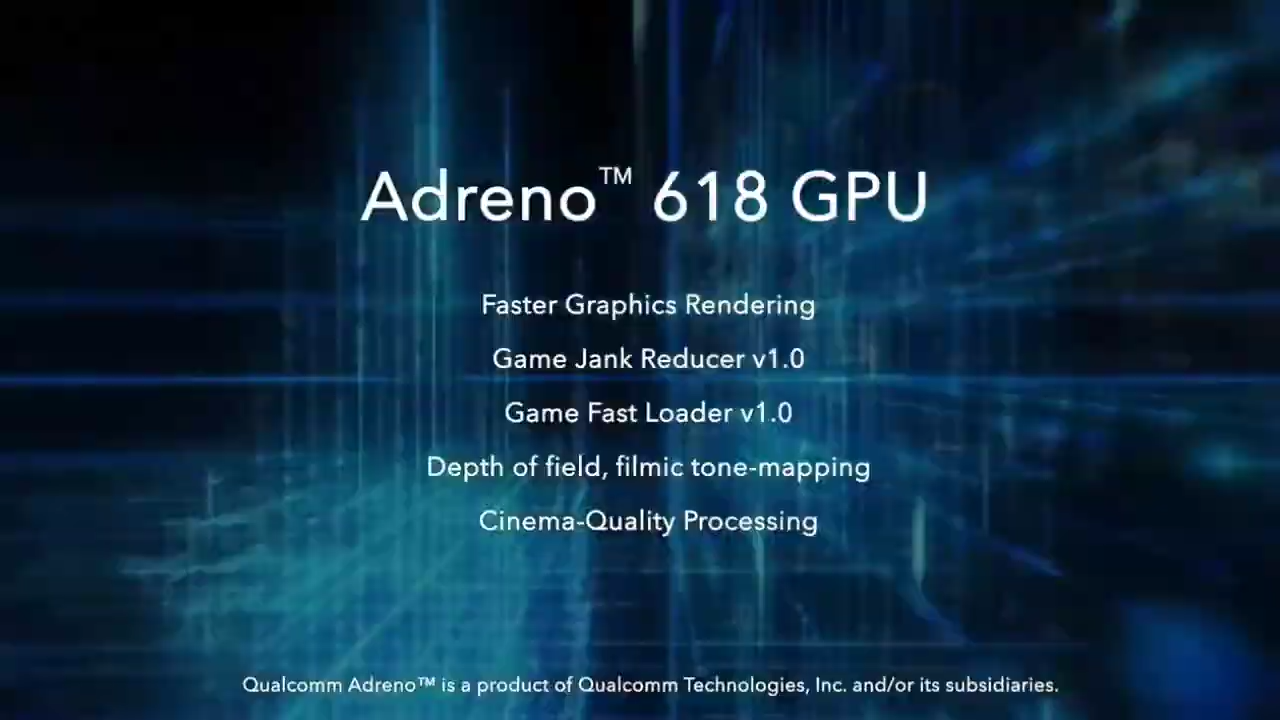 Adreno™ 618 GPU
Faster Graphics Rendering
Game Jank Reducer v1.0
Game Fast Loader v1.0
Depth of field, filmic tone-mapping
Cinema-Quality Processing
Qualcomm Adreno™ is a product of Qualcomm Technologies, Inc. and/or its subsidiaries.